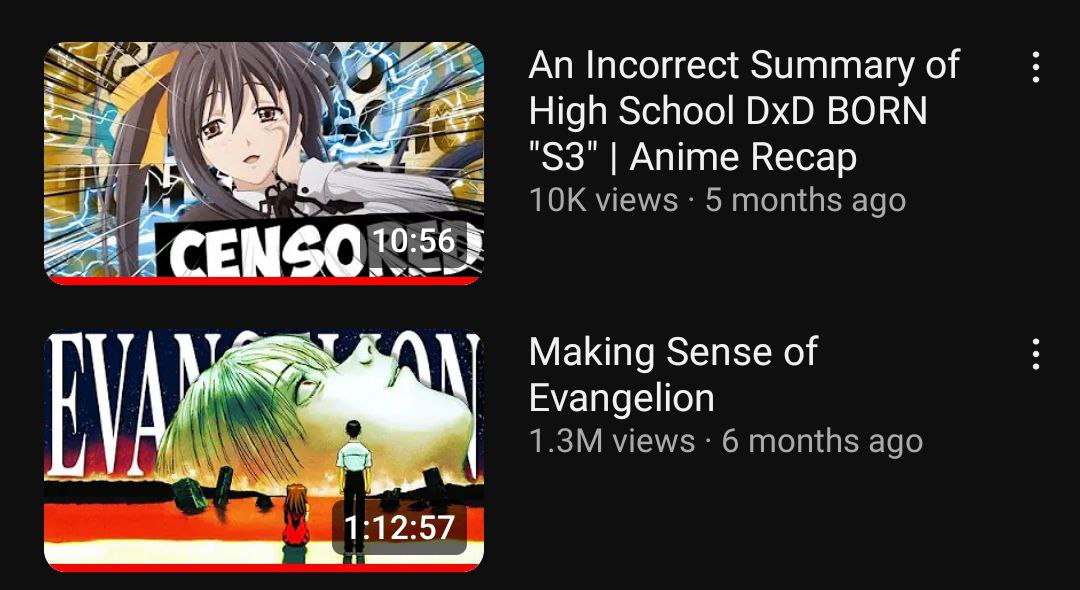 An Incorrect Summary of
High School DxD BORN
"S3" | Anime Recap
10K views · 5 months ago
CENSORED
10:56
EVANGELION
1:12:57
Making Sense of
Evangelion
1.3M views · 6 months ago